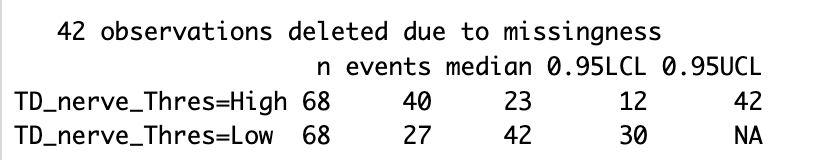 42 observations deleted due to missingness
n events median 0.95LCL 0.95UCL
TD_nerve_Thres=High 68 40 23 12 42
TD_nerve_Thres=Low 68 27 42 30 NA